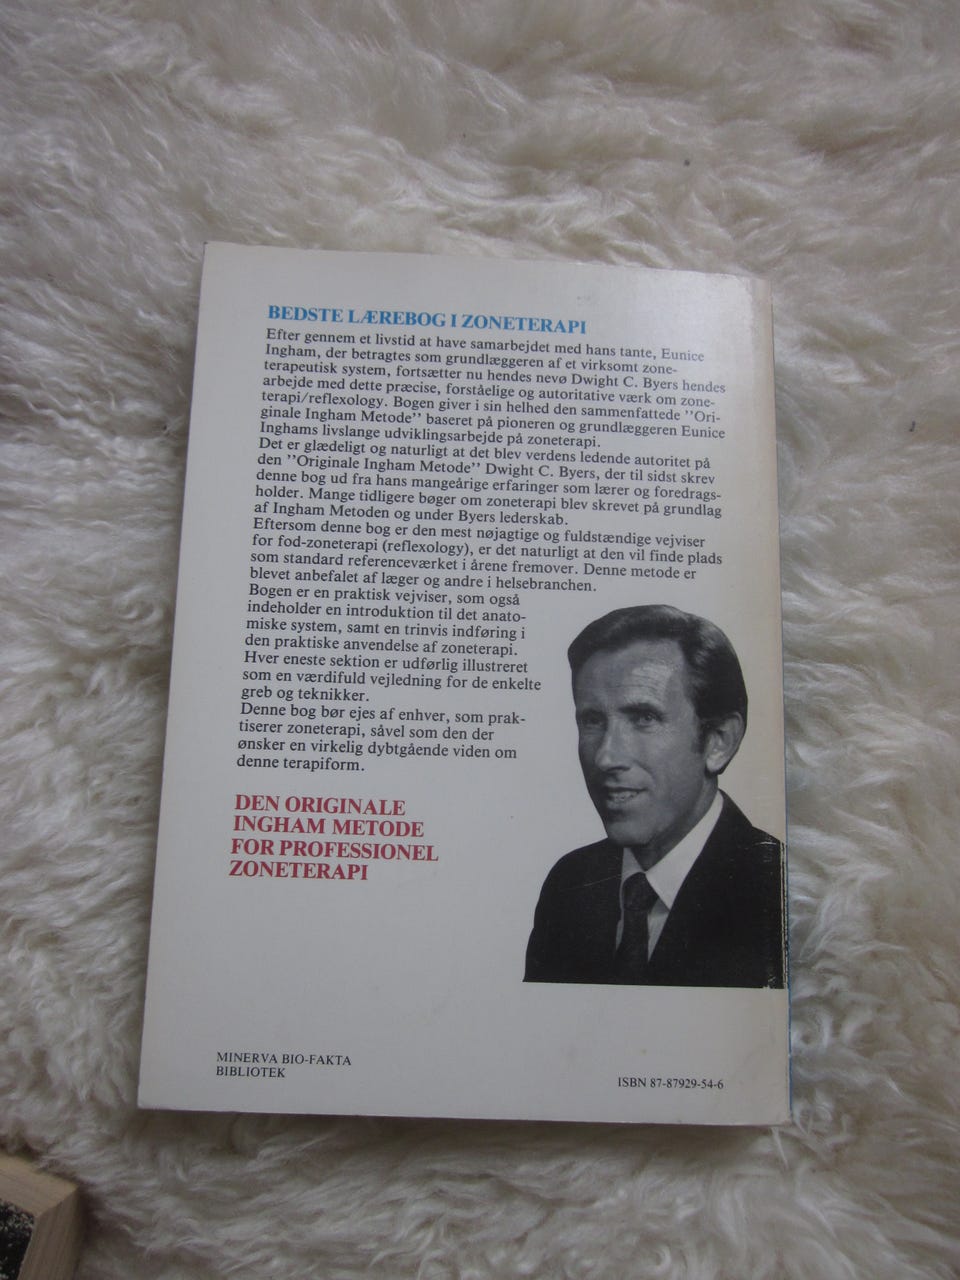 BEDSTE LÆREBOG I ZONETERAPI
Efter gennem et livstid at have samarbejdet med hans tante, Eunice
Ingham, der betragtes som grundlæggeren af et virksomt zone-
terapeutisk system, fortsætter nu hendes nevø Dwight C. Byers hendes
arbejde med dette præcise, forståelige og autoritative værk om zone-
terapi/reflexology. Bogen giver i sin helhed den sammenfattede "Ori-
ginale Ingham Metode" baseret på pioneren og grundlæggeren Eunice
Inghams livslange udviklingsarbejde på zoneterapi.
Det er glædeligt og naturligt at det blev verdens ledende autoritet på
den "Originale Ingham Metode" Dwight C. Byers, der til sidst skrev
denne bog ud fra hans mangeårige erfaringer som lærer og foredrags-
holder. Mange tidligere bøger om zoneterapi blev skrevet på grundlag
af Ingham Metoden og under Byers lederskab.
Eftersom denne bog er den mest nøjagtige og fuldstændige vejviser
for fod-zoneterapi (reflexology), er det naturligt at den vil finde plads
som standard referenceværket i årene fremover. Denne metode er
blevet anbefalet af læger og andre i helsebranchen.
Bogen er en praktisk vejviser, som også
indeholder en introduktion til det anato-
miske system, samt en trinvis indføring i
den praktiske anvendelse af zoneterapi.
Hver eneste sektion er udførlig illustreret
som en værdifuld vejledning for de enkelte
greb og teknikker.
Denne bog bør ejes af enhver, som prak-
tiserer zoneterapi, såvel som den der
ønsker en virkelig dybtgående viden om
denne terapiform.
DEN ORIGINALE
INGHAM METODE
FOR PROFESSIONEL
ZONETERAPI
MINERVA BIO-FAKTA
BIBLIOTEK
ISBN 87-87929-54-6